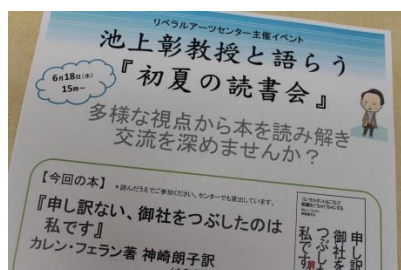 リベラルアーツセンター主催イベント
池上彰教授と語らう
『初夏の読書会』
6月18日(水)
15時～
多様な視点から本を読み解き
交流を深めませんか？
【今回の本】 *読んだうえでご参加ください。センターでも貸出しています。
『申し訳ない、御社をつぶしたのは
私です』
カレン・フェラン著 神崎朗子訳
申し訳
御社を
つぶし
私です